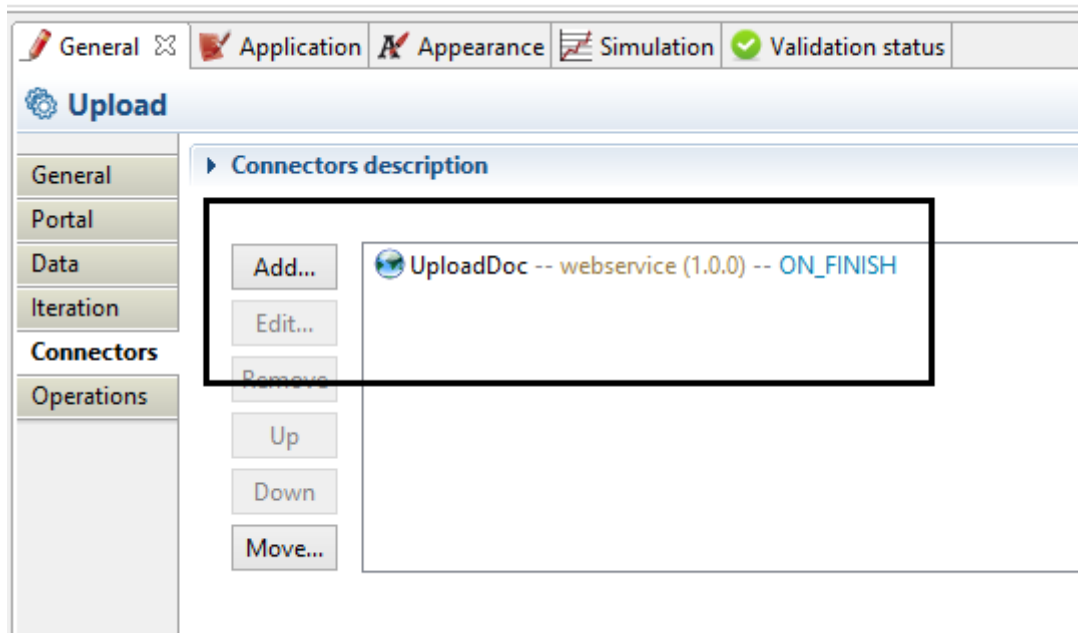 General Application Appearance Simulation Validation status
Upload
General
Portal
Data
Iteration
Connectors
Operations
Connectors description
Add...
Edit...
Remove
Up
Down
Move...
UploadDoc -- webservice (1.0.0) -- ON_FINISH